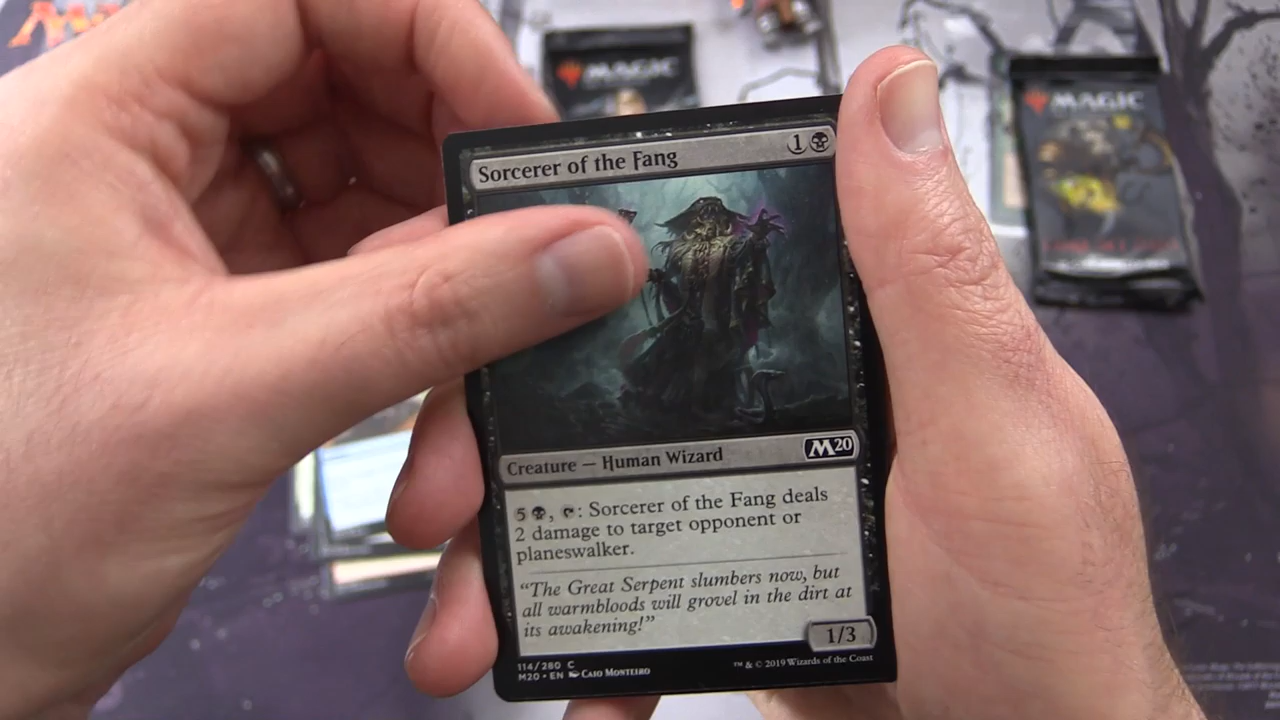 MAGIC
MAGIC
Sorcerer of the Fang
1
Creature — Human Wizard
M20
5, : Sorcerer of the Fang deals
2 damage to target opponent or
planeswalker.
“The Great Serpent slumbers now, but
all warmbloods will grovel in the dirt at
its awakening!”
1/3
114/280 C
M20 • EN Caio Monteiro
™ & © 2019 Wizards of the Coast